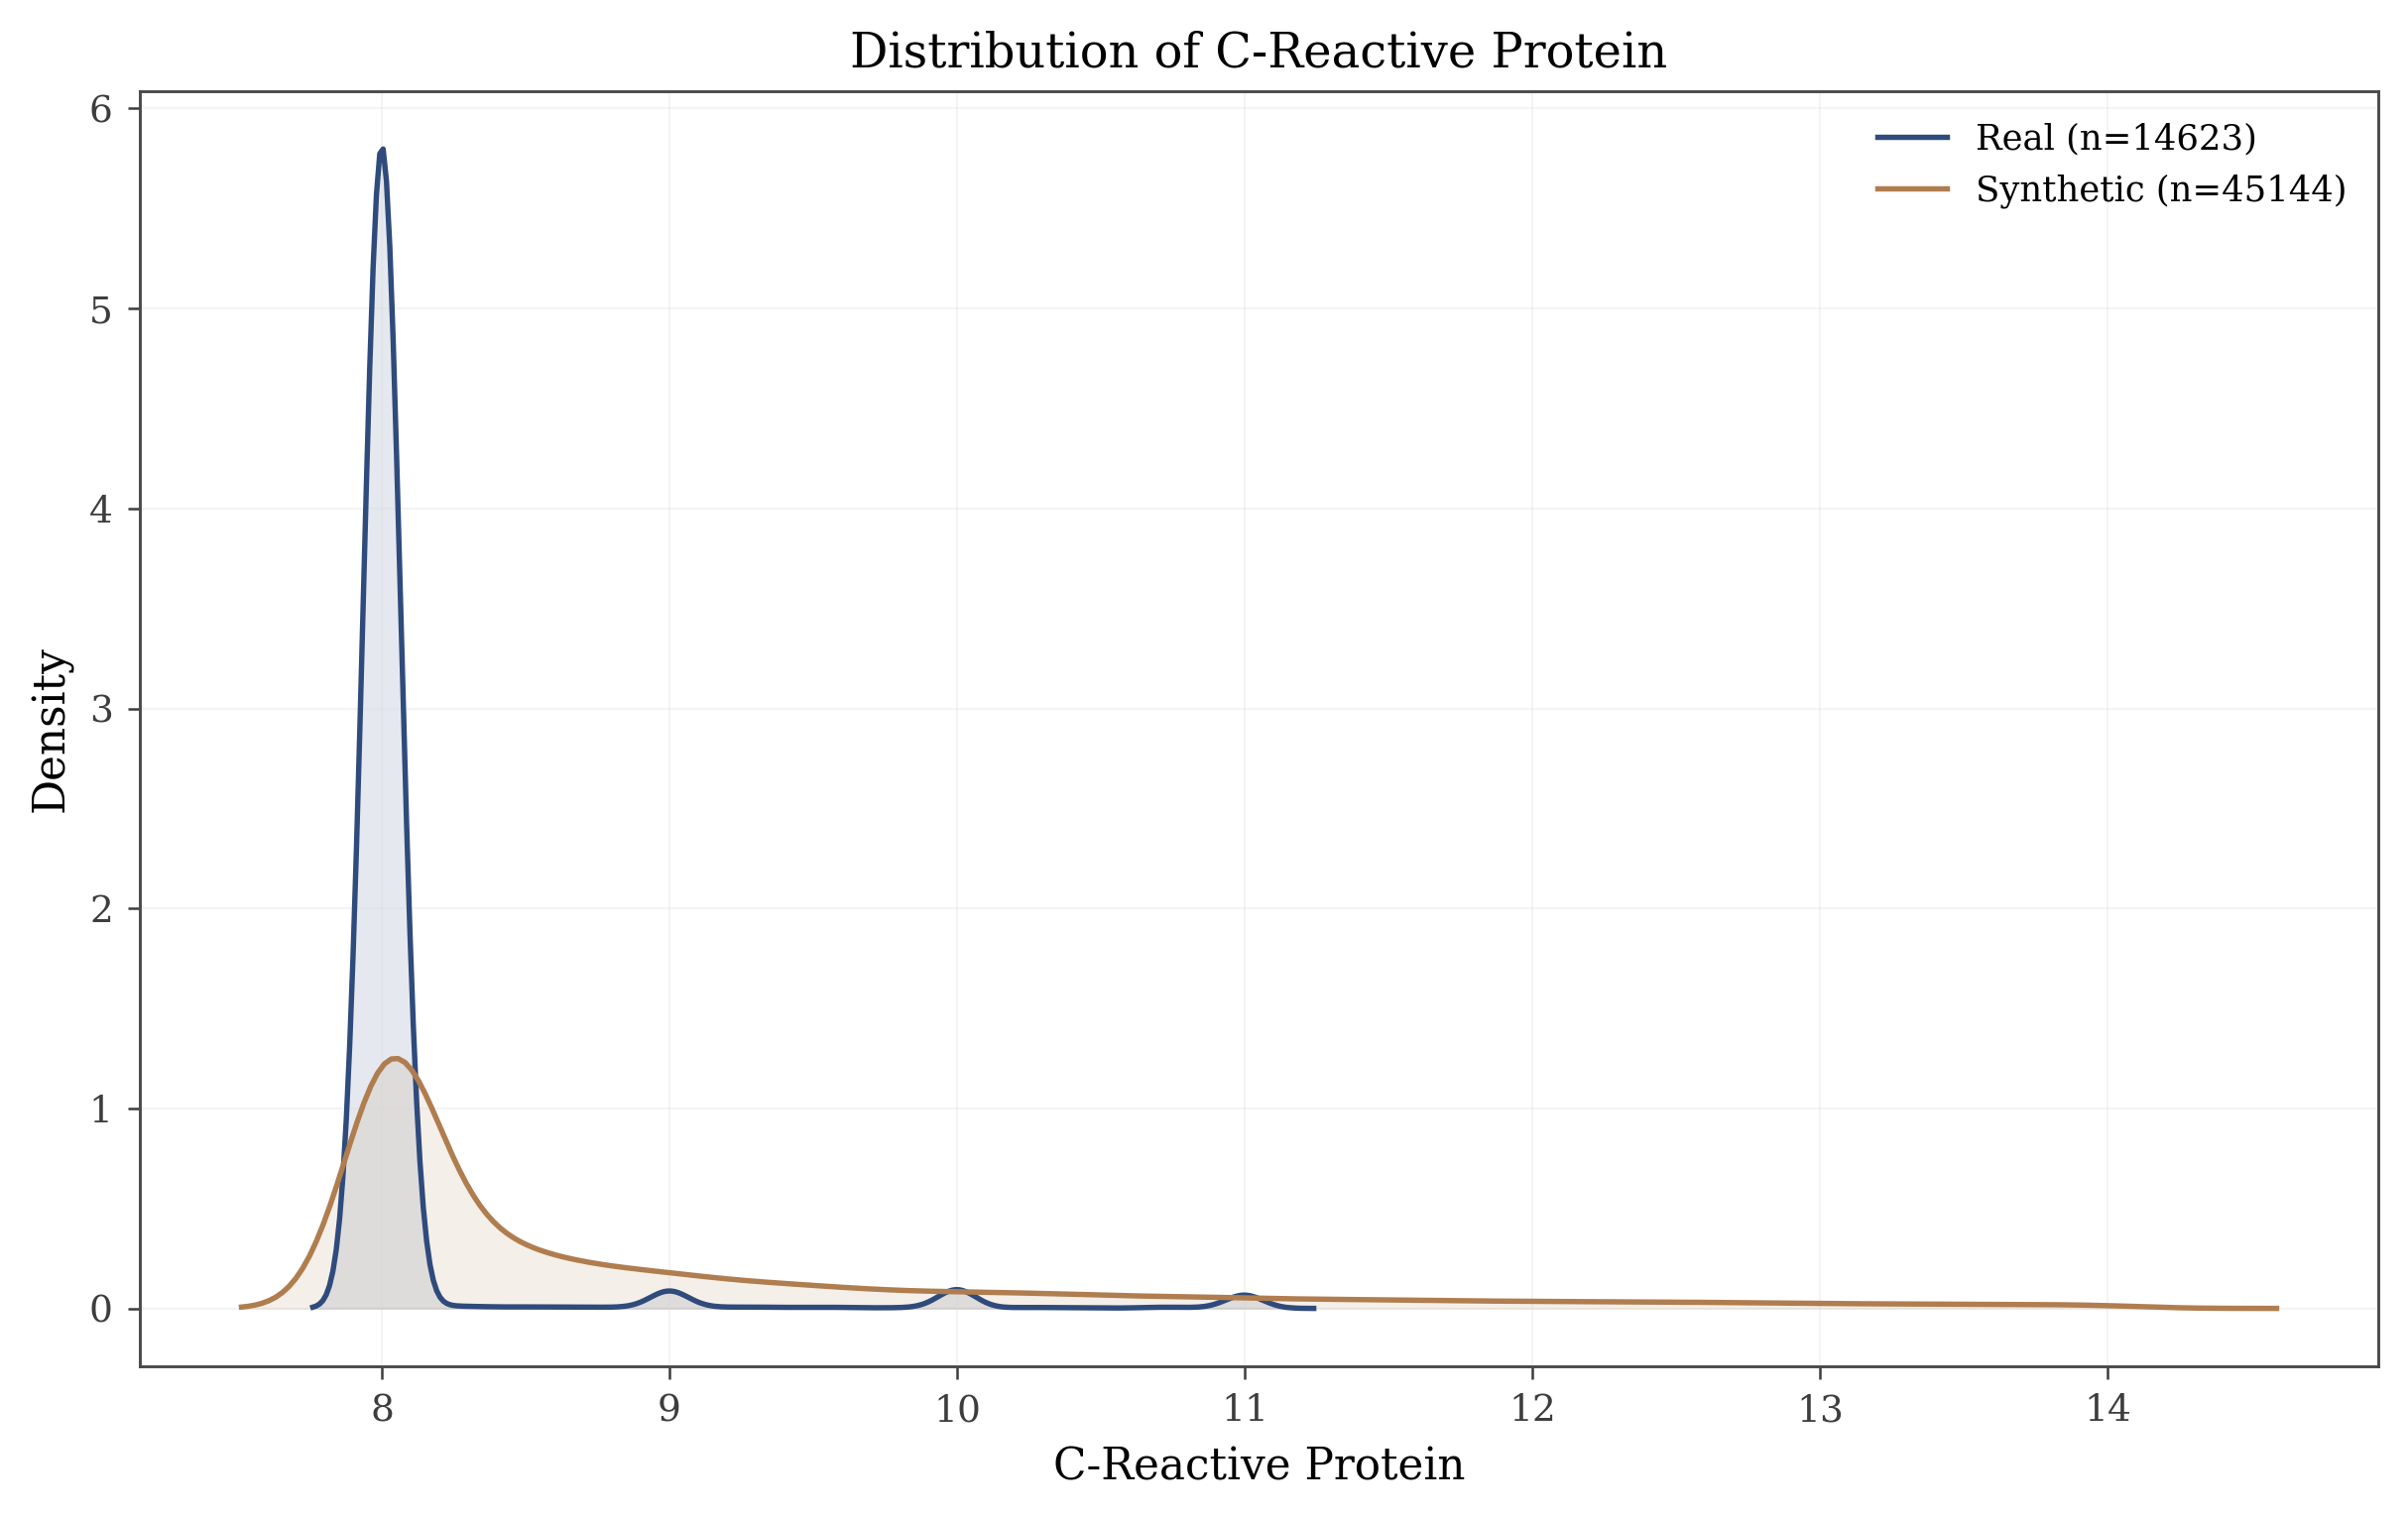 Distribution of C-Reactive Protein
Real (n=14623)
Synthetic (n=45144)
6
5
4
3
2
1
0
Density
8 9 10 11 12 13 14
C-Reactive Protein